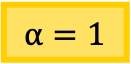 α = 1